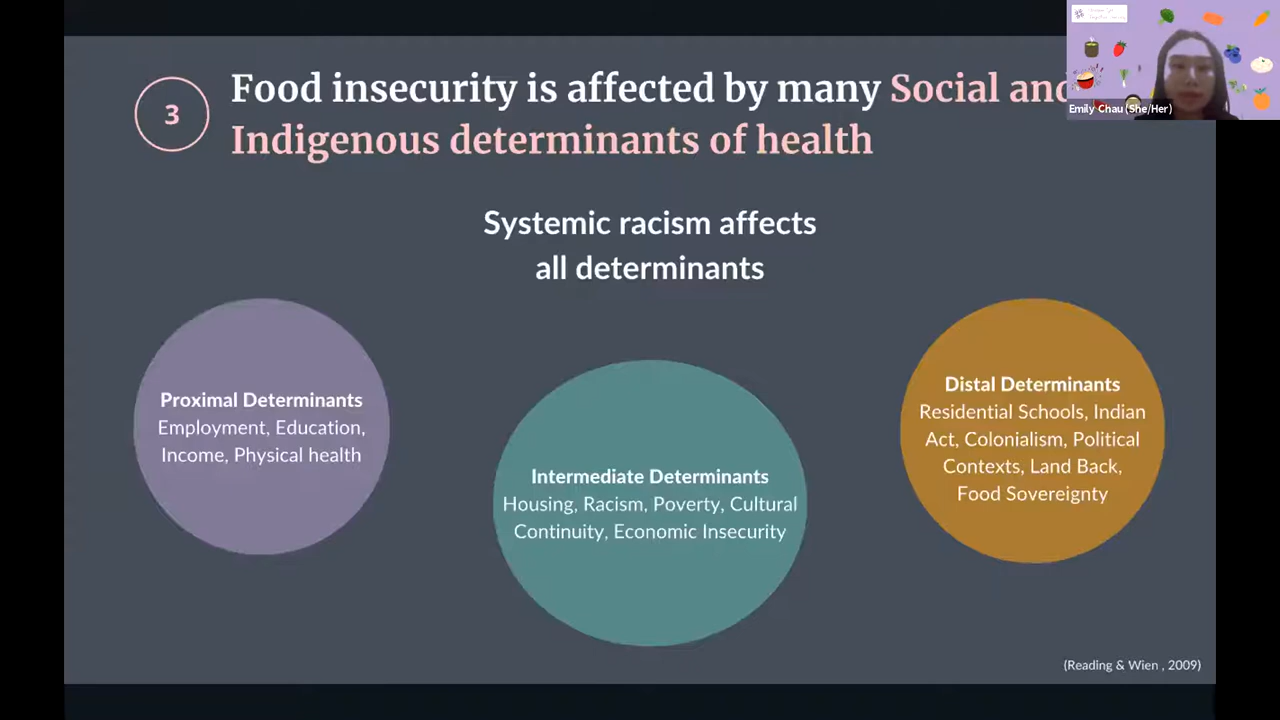 3
Food insecurity is affected by many Social and
Indigenous determinants of health
Emily Chau (She/Her)
Systemic racism affects
all determinants
Proximal Determinants
Employment, Education,
Income, Physical health
Intermediate Determinants
Housing, Racism, Poverty, Cultural
Continuity, Economic Insecurity
Distal Determinants
Residential Schools, Indian
Act, Colonialism, Political
Contexts, Land Back,
Food Sovereignty
(Reading & Wien , 2009)